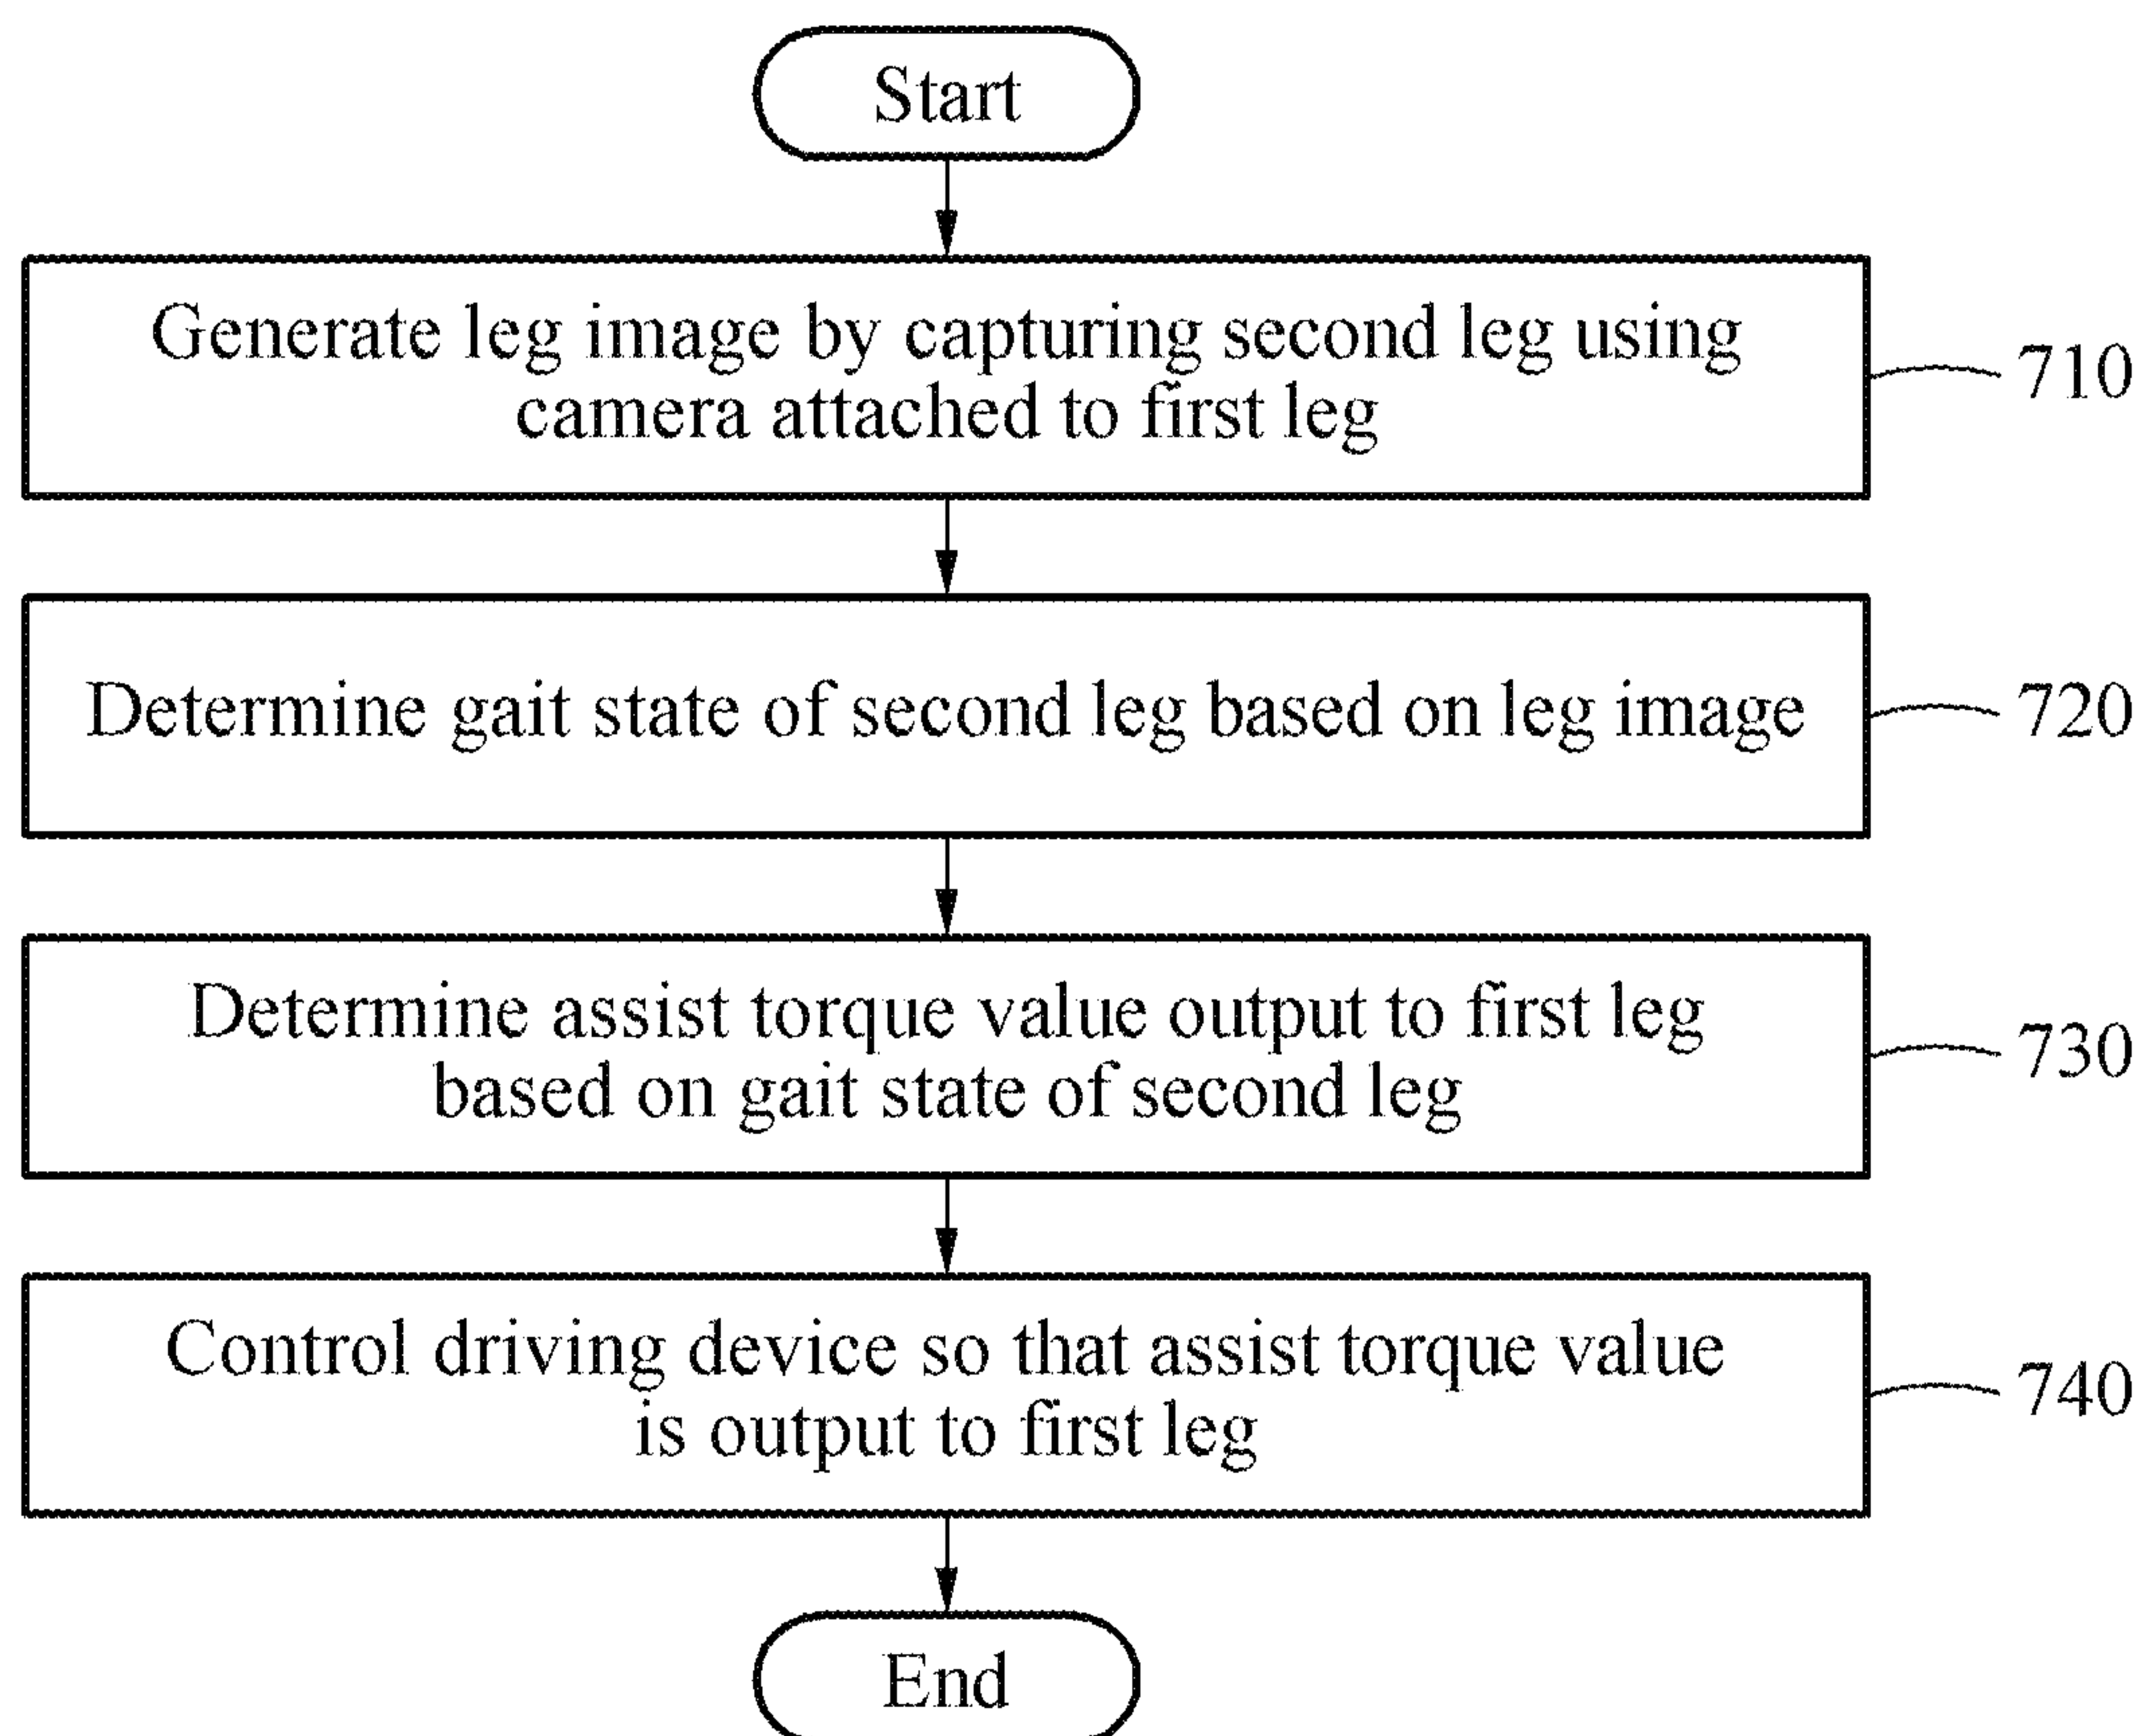 Start
Generate leg image by capturing second leg using
camera attached to first leg
710
Determine gait state of second leg based on leg image
720
Determine assist torque value output to first leg
based on gait state of second leg
730
Control driving device so that assist torque value
is output to first leg
740
End